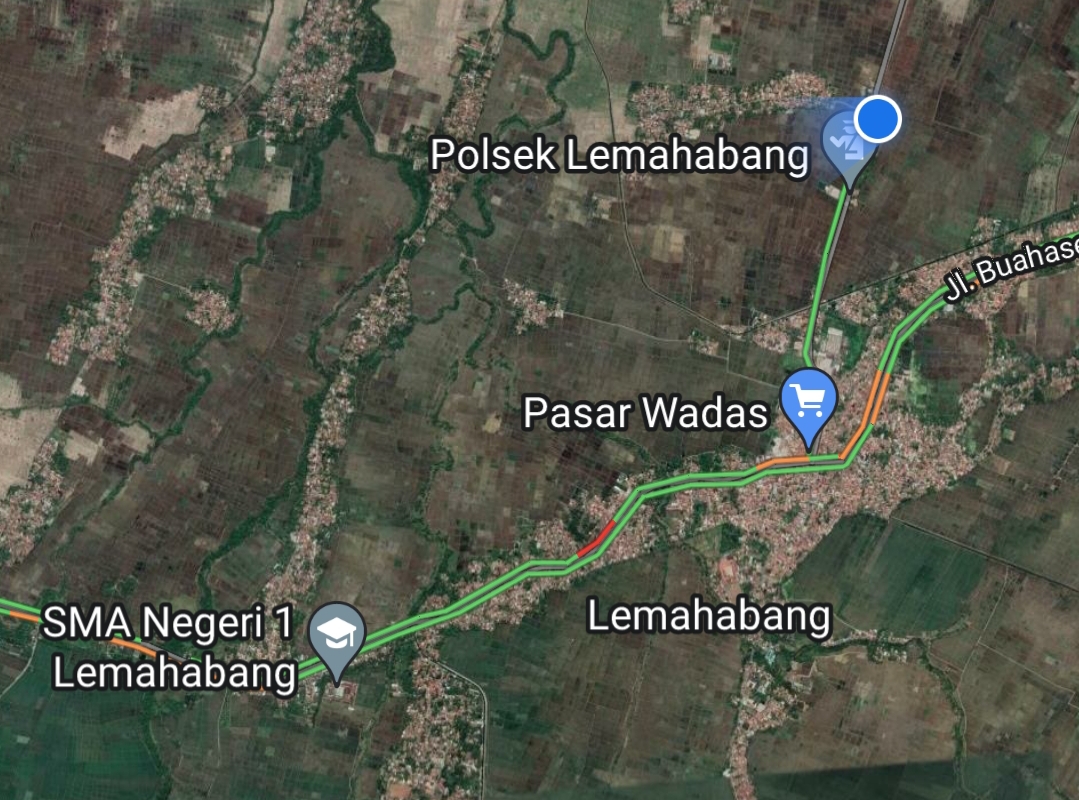 Polsek Lemahabang
Jl. Buahase
Pasar Wadas
SMA Negeri 1
Lemahabang
Lemahabang